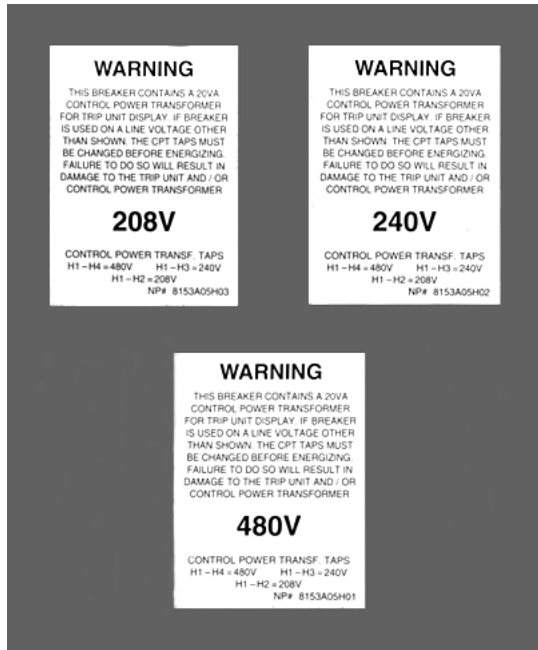 WARNING
THIS BREAKER CONTAINS A 20VA
CONTROL POWER TRANSFORMER
FOR TRIP UNIT DISPLAY. IF BREAKER
IS USED ON A LINE VOLTAGE OTHER
THAN SHOWN. THE CPT TAPS MUST
BE CHANGED BEFORE ENERGIZING.
FAILURE TO DO SO WILL RESULT IN
DAMAGE TO THE TRIP UNIT AND / OR
CONTROL POWER TRANSFORMER
208V
CONTROL POWER TRANSF. TAPS
H1-H4=480V H1-H3=240V
H1-H2=208V
NP# 8153A05H03
WARNING
THIS BREAKER CONTAINS A 20VA
CONTROL POWER TRANSFORMER
FOR TRIP UNIT DISPLAY. IF BREAKER
IS USED ON A LINE VOLTAGE OTHER
THAN SHOWN. THE CPT TAPS MUST
BE CHANGED BEFORE ENERGIZING.
FAILURE TO DO SO WILL RESULT IN
DAMAGE TO THE TRIP UNIT AND / OR
CONTROL POWER TRANSFORMER
240V
CONTROL POWER TRANSF. TAPS
H1-H4=480V H1-H3=240V
H1-H2=208V
NP# 8153A05H02
WARNING
THIS BREAKER CONTAINS A 20VA
CONTROL POWER TRANSFORMER
FOR TRIP UNIT DISPLAY. IF BREAKER
IS USED ON A LINE VOLTAGE OTHER
THAN SHOWN. THE CPT TAPS MUST
BE CHANGED BEFORE ENERGIZING.
FAILURE TO DO SO WILL RESULT IN
DAMAGE TO THE TRIP UNIT AND / OR
CONTROL POWER TRANSFORMER
480V
CONTROL POWER TRANSF. TAPS
H1-H4=480V H1-H3=240V
H1-H2=208V
NP# 8153A05H01